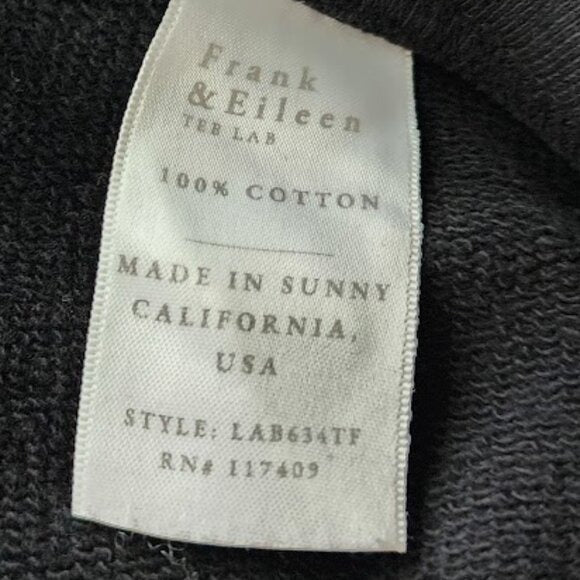 Frank
& Eileen
TEE LAB
100% COTTON
MADE IN SUNNY
CALIFORNIA,
USA
STYLE: LAB634TF
RN# 117409